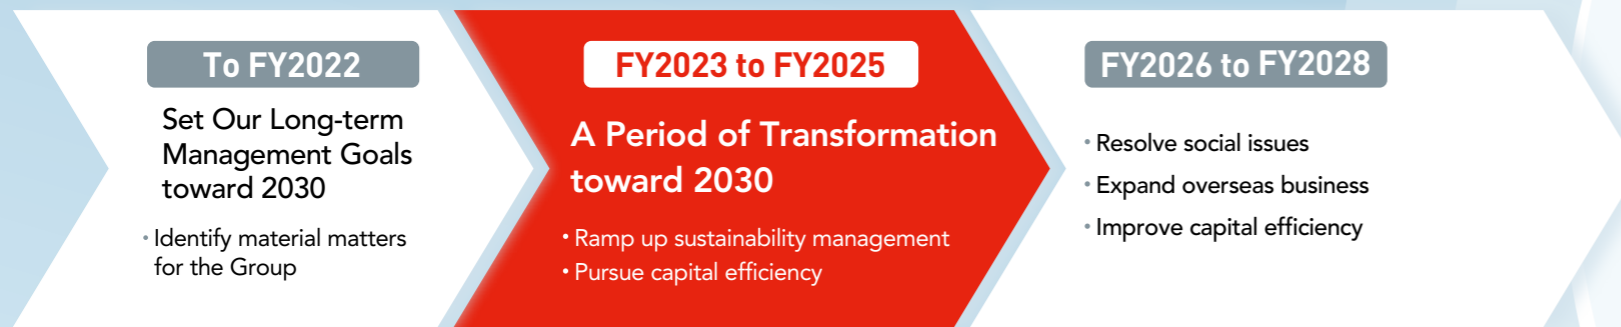 To FY2022
Set Our Long-term
Management Goals
toward 2030
・Identify material matters
for the Group
FY2023 to FY2025
A Period of Transformation
toward 2030
・Ramp up sustainability management
・Pursue capital efficiency
FY2026 to FY2028
・Resolve social issues
・Expand overseas business
・Improve capital efficiency